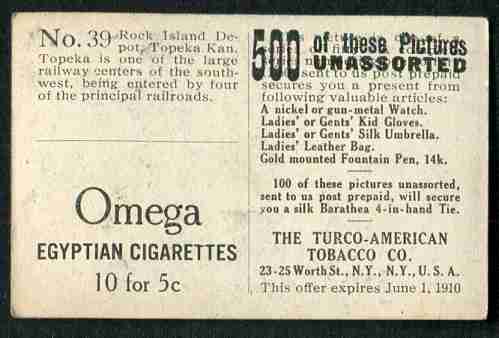 No. 39 Rock Island De-
pot, Topeka Kan.
Topeka is one of the large
railway centers of the south-
west, being entered by four
of the principal railroads.
Omega
EGYPTIAN CIGARETTES
10 for 5c
500 of these Pictures
UNASSORTED
sent to us post prepaid
secures you a present from
following valuable articles:
A nickel or gun-metal Watch.
Ladies' or Gents' Kid Gloves.
Ladies' or Gents' Silk Umbrella.
Ladies' Leather Bag.
Gold mounted Fountain Pen, 14k.
100 of these pictures unassorted,
sent to us post prepaid, will secure
you a silk Barathea 4-in-hand Tie.
THE TURCO-AMERICAN
TOBACCO CO.
23-25 Worth St., N.Y., N.Y., U.S.A.
This offer expires June 1, 1910